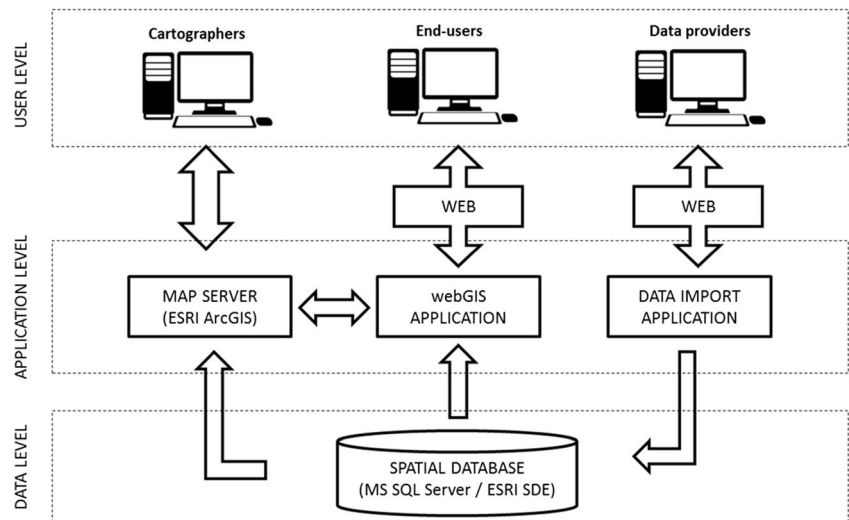 USER LEVEL
Cartographers
End-users
Data providers
WEB
WEB
APPLICATION LEVEL
MAP SERVER
(ESRI ArcGIS)
webGIS
APPLICATION
DATA IMPORT
APPLICATION
DATA LEVEL
SPATIAL DATABASE
(MS SQL Server / ESRI SDE)